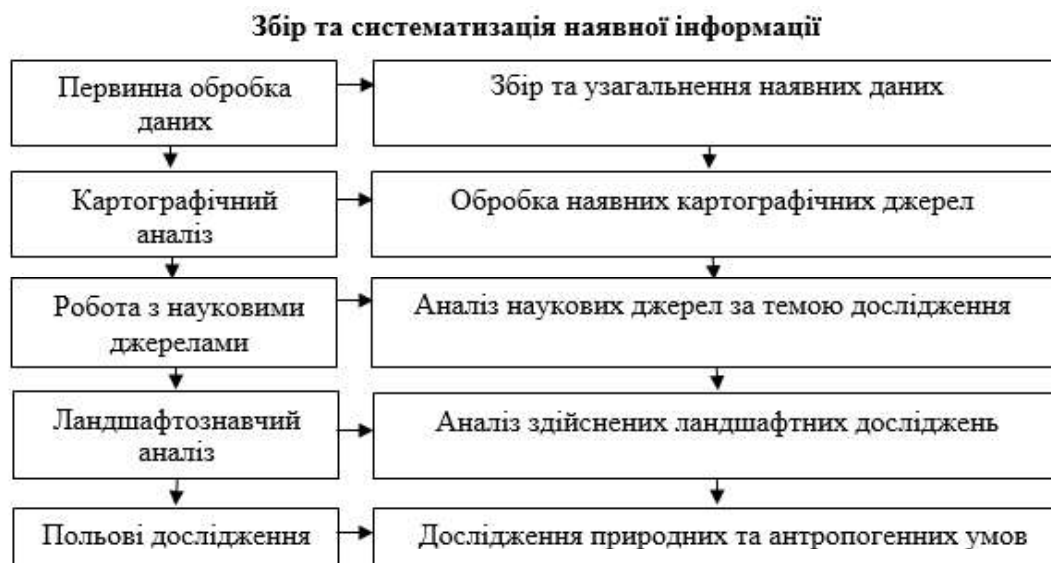 Збір та систематизація наявної інформації
Первинна обробка
даних
Збір та узагальнення наявних даних
Картографічний
аналіз
Обробка наявних картографічних джерел
Робота з науковими
джерелами
Аналіз наукових джерел за темою дослідження
Ландшафтознавчий
аналіз
Аналіз здійснених ландшафтних досліджень
Польові дослідження
Дослідження природних та антропогенних умов